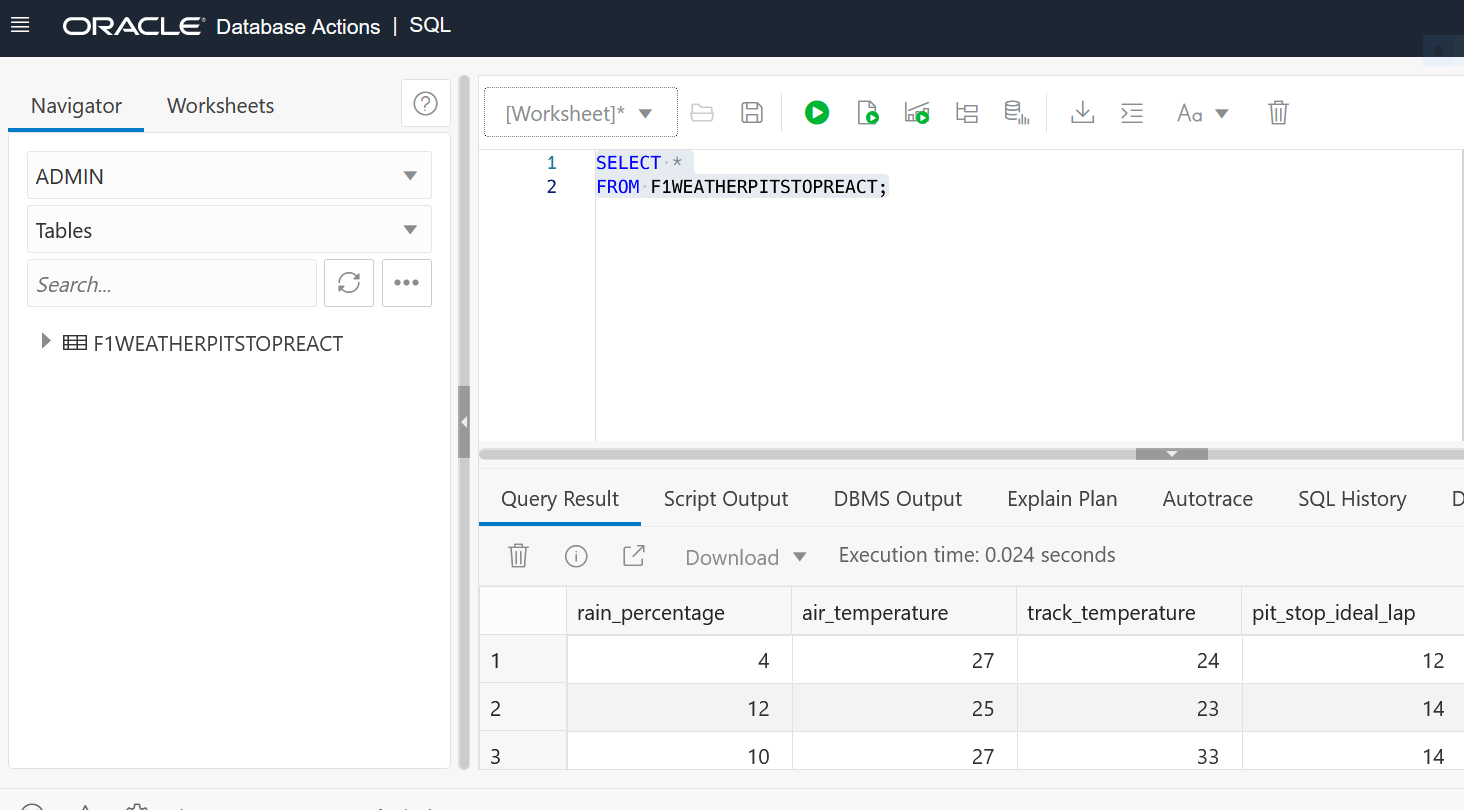 ORACLE® Database Actions | SQL
Navigator Worksheets
ADMIN
Tables
Search...
F1WEATHERPITSTOPREACT
[Worksheet]*
Aa
1 SELECT *
2 FROM F1WEATHERPITSTOPREACT;
Query Result Script Output DBMS Output Explain Plan Autotrace SQL History D
Download Execution time: 0.024 seconds
rain_percentage air_temperature track_temperature pit_stop_ideal_lap
1 4 27 24 12
2 12 25 23 14
3 10 27 33 14